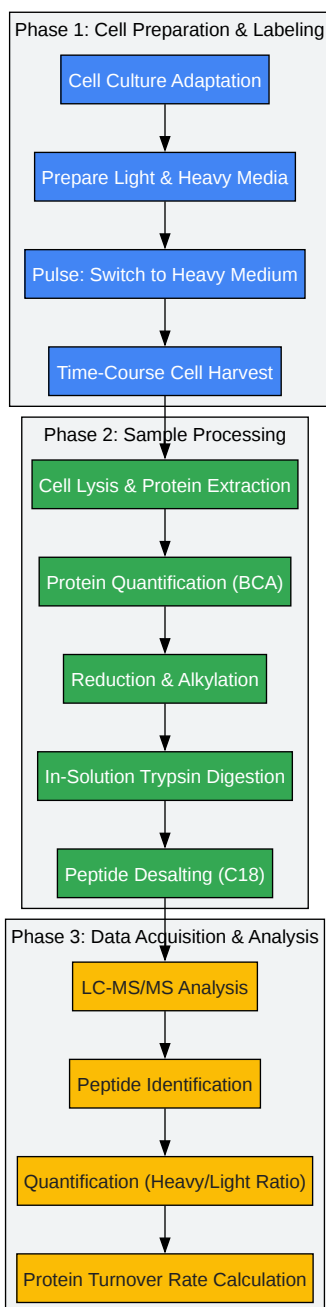 Phase 1: Cell Preparation & Labeling
Cell Culture Adaptation
Prepare Light & Heavy Media
Pulse: Switch to Heavy Medium
Time-Course Cell Harvest
Phase 2: Sample Processing
Cell Lysis & Protein Extraction
Protein Quantification (BCA)
Reduction & Alkylation
In-Solution Trypsin Digestion
Peptide Desalting (C18)
Phase 3: Data Acquisition & Analysis
LC-MS/MS Analysis
Peptide Identification
Quantification (Heavy/Light Ratio)
Protein Turnover Rate Calculation